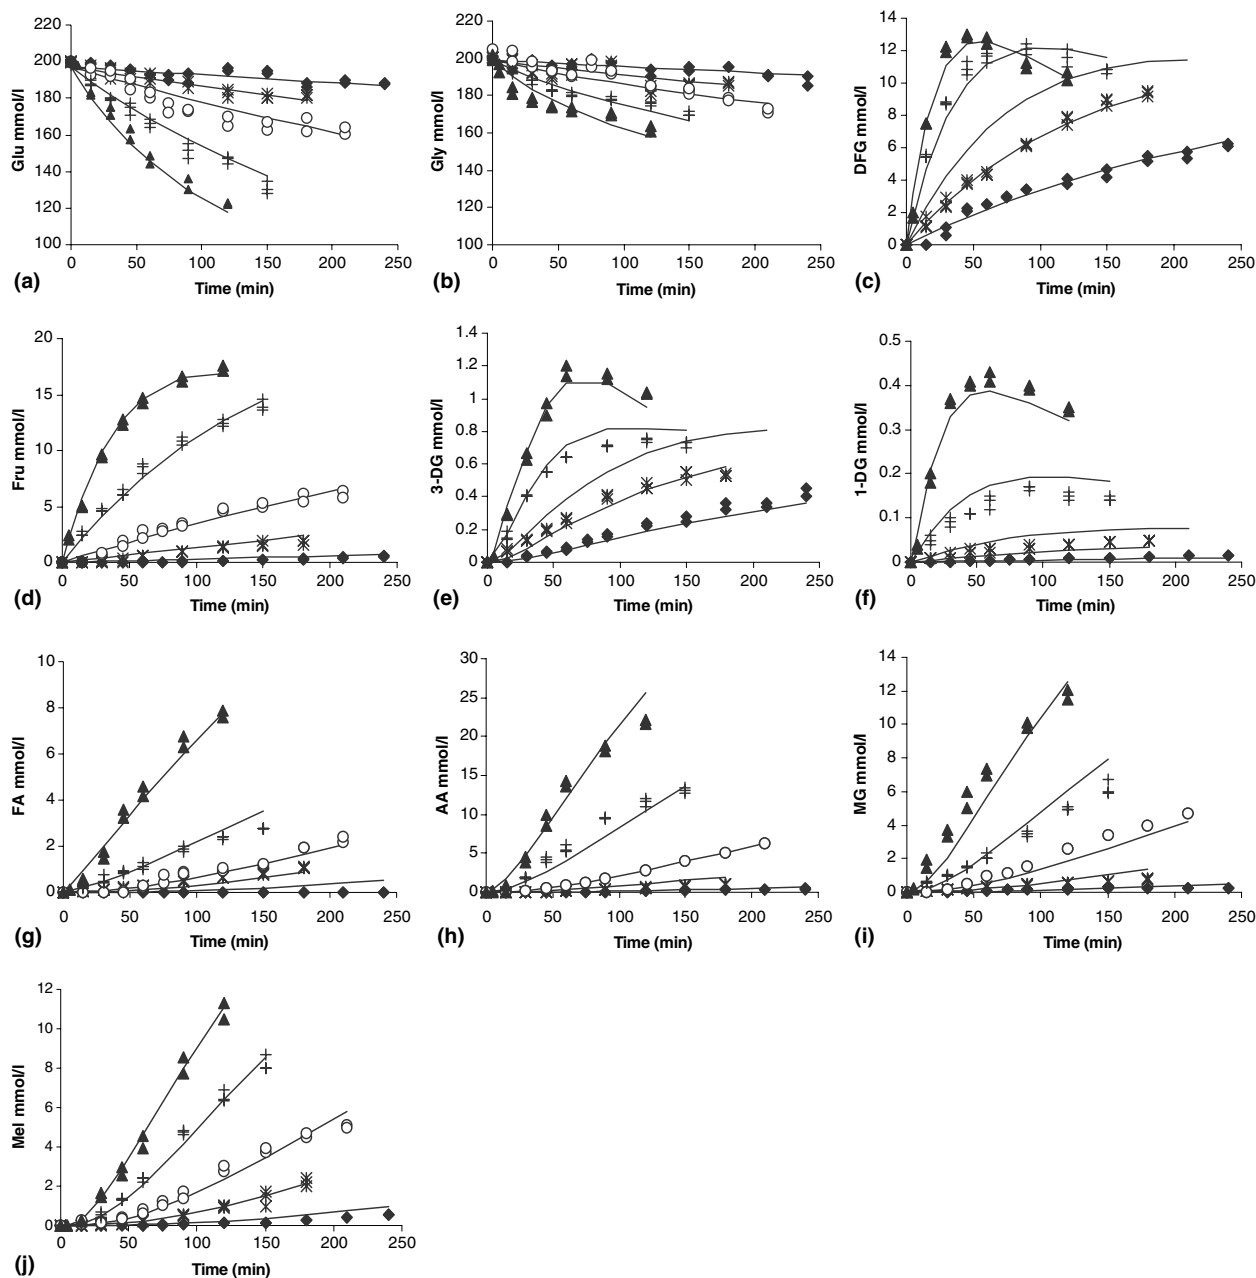 220
200
180
160
140
120
100
Glu mmol/l
0 50 100 150 200 250
Time (min)
(a)
220
200
180
160
140
120
100
Gly mmol/l
0 50 100 150 200 250
Time (min)
(b)
14
12
10
8
6
4
2
0
DFG mmol/l
0 50 100 150 200 250
Time (min)
(c)
20
15
10
5
0
Fru mmol/l
0 50 100 150 200 250
Time (min)
(d)
1.4
1.2
1
0.8
0.6
0.4
0.2
0
3-DG mmol/l
0 50 100 150 200 250
Time (min)
(e)
0.5
0.4
0.3
0.2
0.1
0
1-DG mmol/l
0 50 100 150 200 250
Time (min)
(f)
10
8
6
4
2
0
FA mmol/l
0 50 100 150 200 250
Time (min)
(g)
30
25
20
15
10
5
0
AA mmol/l
0 50 100 150 200 250
Time (min)
(h)
14
12
10
8
6
4
2
0
MG mmol/l
0 50 100 150 200 250
Time (min)
(i)
12
10
8
6
4
2
0
Mel mmol/l
0 50 100 150 200 250
Time (min)
(j)